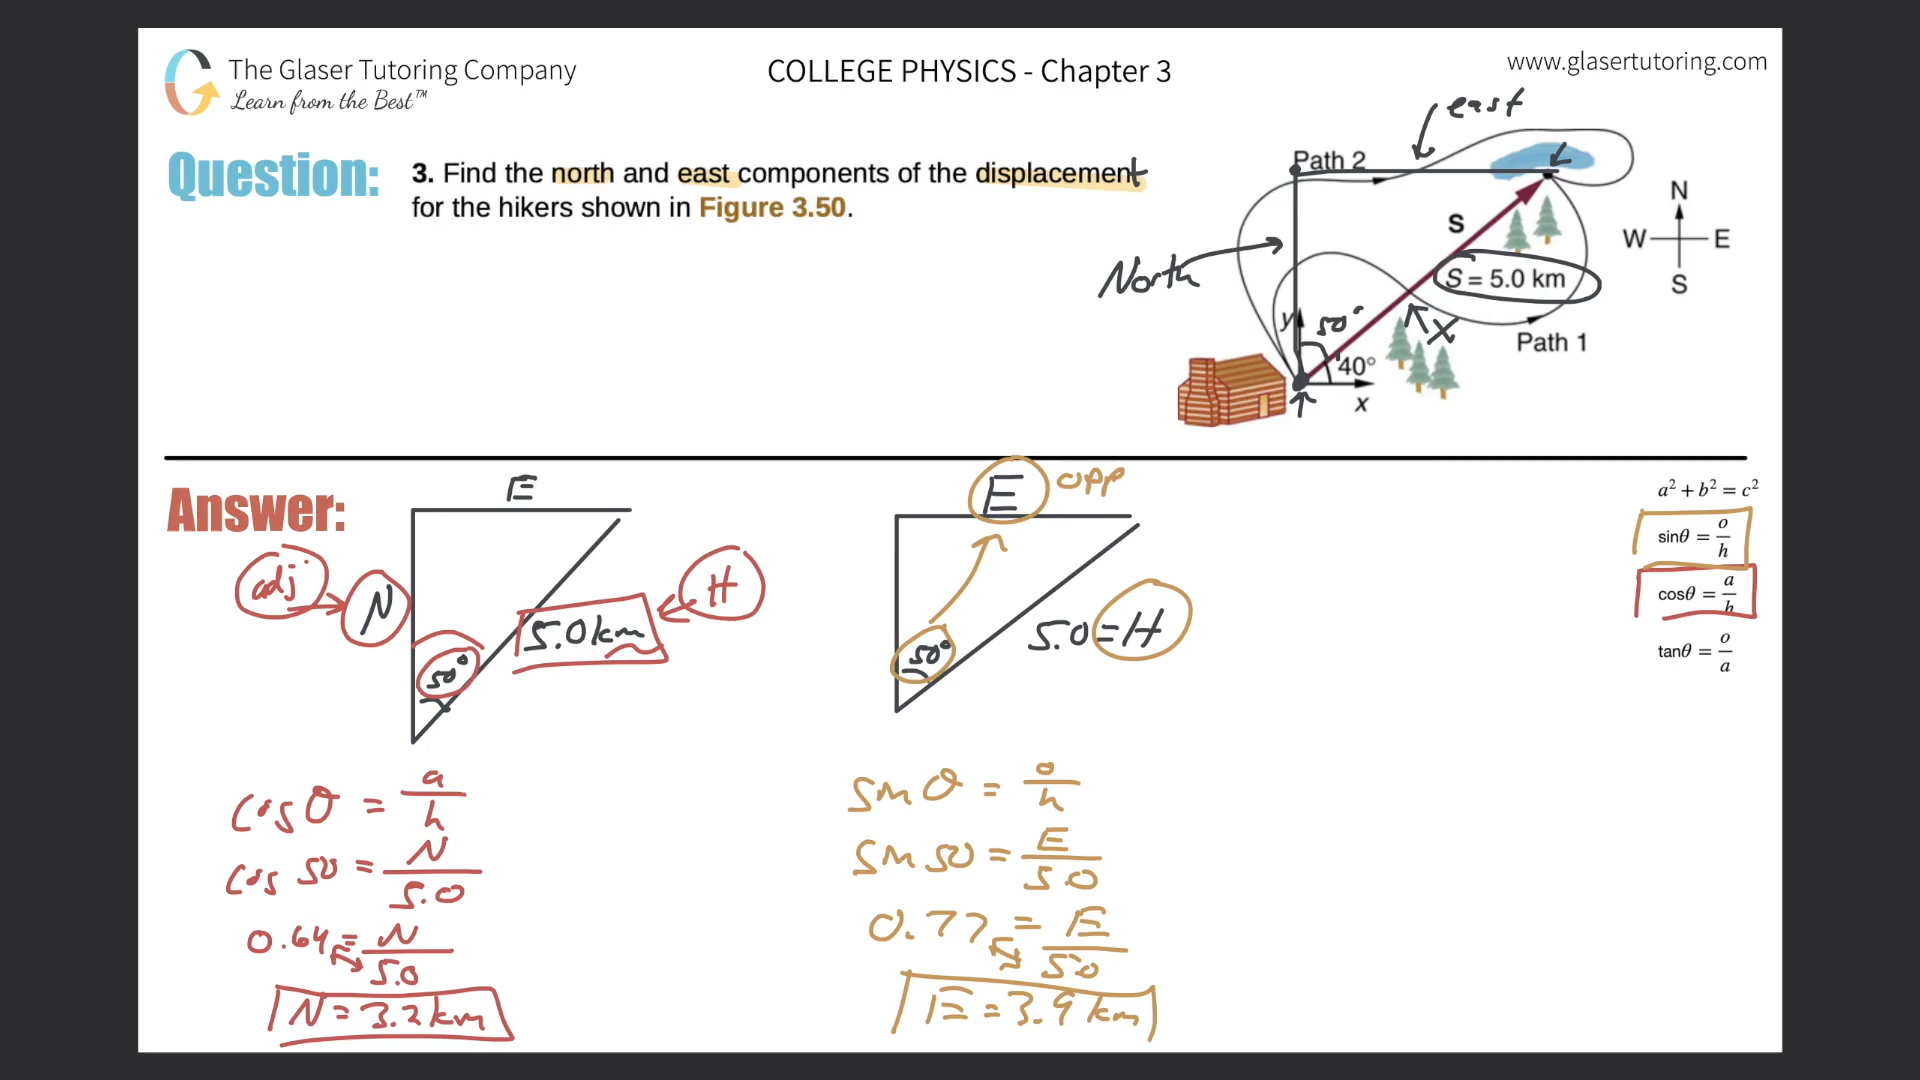 The Glaser Tutoring Company
Learn from the Best™
COLLEGE PHYSICS - Chapter 3
www.glasertutoring.com
Question:
3. Find the north and east components of the displacement
for the hikers shown in Figure 3.50.
east
Path 2
North
S
S = 5.0 km
y
50°
X
40°
Path 1
x
N
W E
S
Answer:
E
adj
N
H
5.0km
50°
E opp
50°
5.0=H
a² + b² = c²
sinθ = o/h
cosθ = a/h
tanθ = o/a
cosθ = a/h
cos 50 = N/5.0
0.64 = N/5.0
N = 3.2km
sinθ = o/h
sin 50 = E/5.0
0.77 = E/5.0
E = 3.9 km